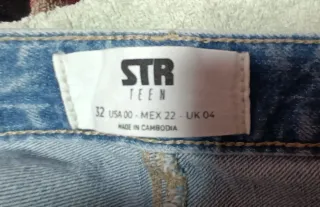 STR
TEEN
32 USA 00 - MEX 22 - UK 04
MADE IN CAMBODIA